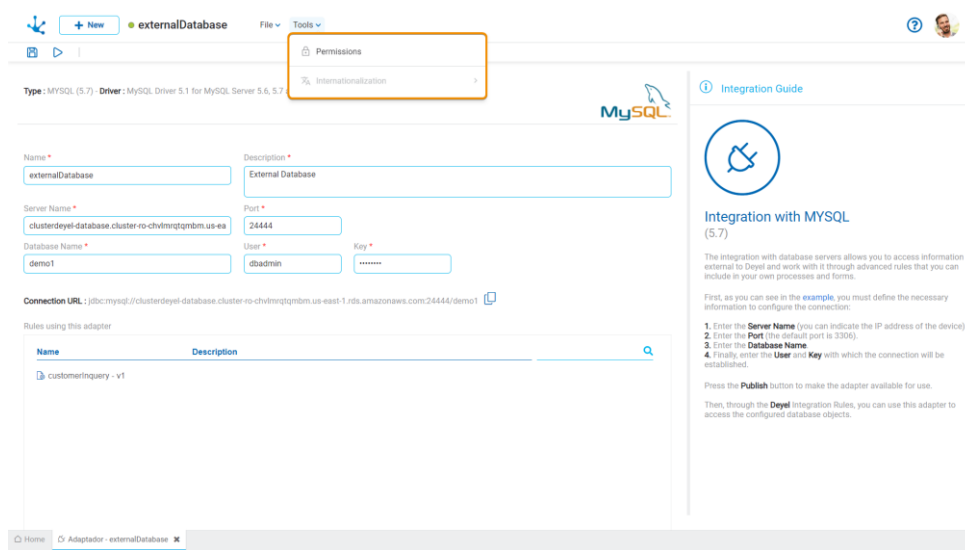 + New
externalDatabase
File
Tools
Permissions
Internationalization
Type : MYSQL (5.7) - Driver : MySQL Driver 5.1 for MySQL Server 5.6, 5.7
MySQL
Name *
Description *
externalDatabase
External Database
Server Name *
Port *
clusterdeyel-database.cluster-ro-chvlmrqtqmbm.us-ea
24444
Database Name *
User *
Key *
demo1
dbadmin
Connection URL : jdbc:mysql://clusterdeyel-database.cluster-ro-chvlmrqtqmbm.us-east-1.rds.amazonaws.com:24444/demo1
Rules using this adapter
Name
Description
customerInquery - v1
Integration Guide
Integration with MYSQL
(5.7)
The integration with database servers allows you to access information
external to Deyel and work with it through advanced rules that you can
include in your own processes and forms.
First, as you can see in the example, you must define the necessary
information to configure the connection:
1. Enter the Server Name (you can indicate the IP address of the device)
2. Enter the Port (the default port is 3306).
3. Enter the Database Name.
4. Finally, enter the User and Key with which the connection will be
established.
Press the Publish button to make the adapter available for use.
Then, through the Deyel Integration Rules, you can use this adapter to
access the configured database objects.
Home
Adaptador - externalDatabase